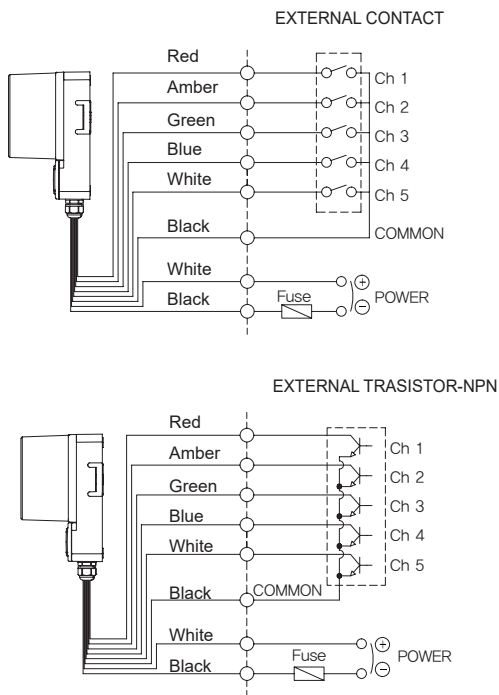 EXTERNAL CONTACT
Red
Ch 1
Amber
Ch 2
Green
Ch 3
Blue
Ch 4
White
Ch 5
Black
COMMON
White
+
Black
Fuse
POWER
−
EXTERNAL TRASISTOR-NPN
Red
Ch 1
Amber
Ch 2
Green
Ch 3
Blue
Ch 4
White
Ch 5
Black
COMMON
White
+
Black
Fuse
POWER
−